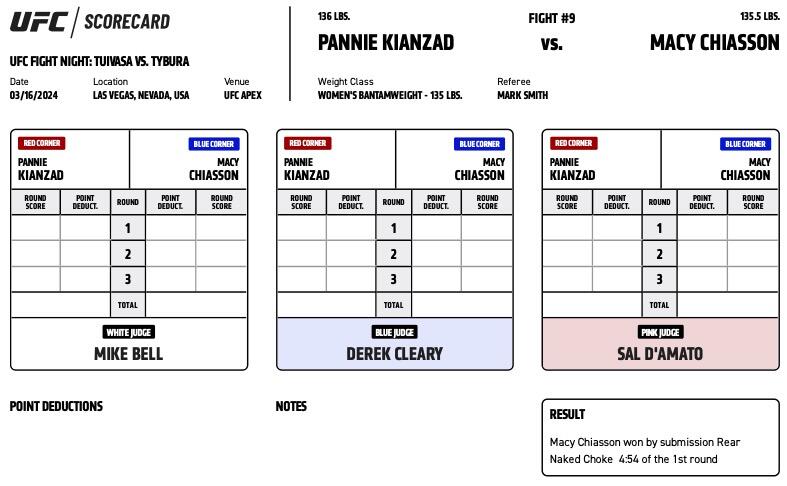 UFC / SCORECARD
UFC FIGHT NIGHT: TUIVASA VS. TYBURA
Date Location Venue
03/16/2024 LAS VEGAS, NEVADA, USA UFC APEX
136 LBS. FIGHT #9 135.5 LBS.
PANNIE KIANZAD VS. MACY CHIASSON
Weight Class Referee
WOMEN'S BANTAMWEIGHT - 135 LBS. MARK SMITH
RED CORNER BLUE CORNER
PANNIE MACY
KIANZAD CHIASSON
ROUND POINT ROUND POINT ROUND
SCORE DEDUCT. DEDUCT. SCORE
1
2
3
TOTAL
WHITE JUDGE
MIKE BELL
RED CORNER BLUE CORNER
PANNIE MACY
KIANZAD CHIASSON
ROUND POINT ROUND POINT ROUND
SCORE DEDUCT. DEDUCT. SCORE
1
2
3
TOTAL
BLUE JUDGE
DEREK CLEARY
RED CORNER BLUE CORNER
PANNIE MACY
KIANZAD CHIASSON
ROUND POINT ROUND POINT ROUND
SCORE DEDUCT. DEDUCT. SCORE
1
2
3
TOTAL
PINK JUDGE
SAL D'AMATO
POINT DEDUCTIONS
NOTES
RESULT
Macy Chiasson won by submission Rear
Naked Choke 4:54 of the 1st round